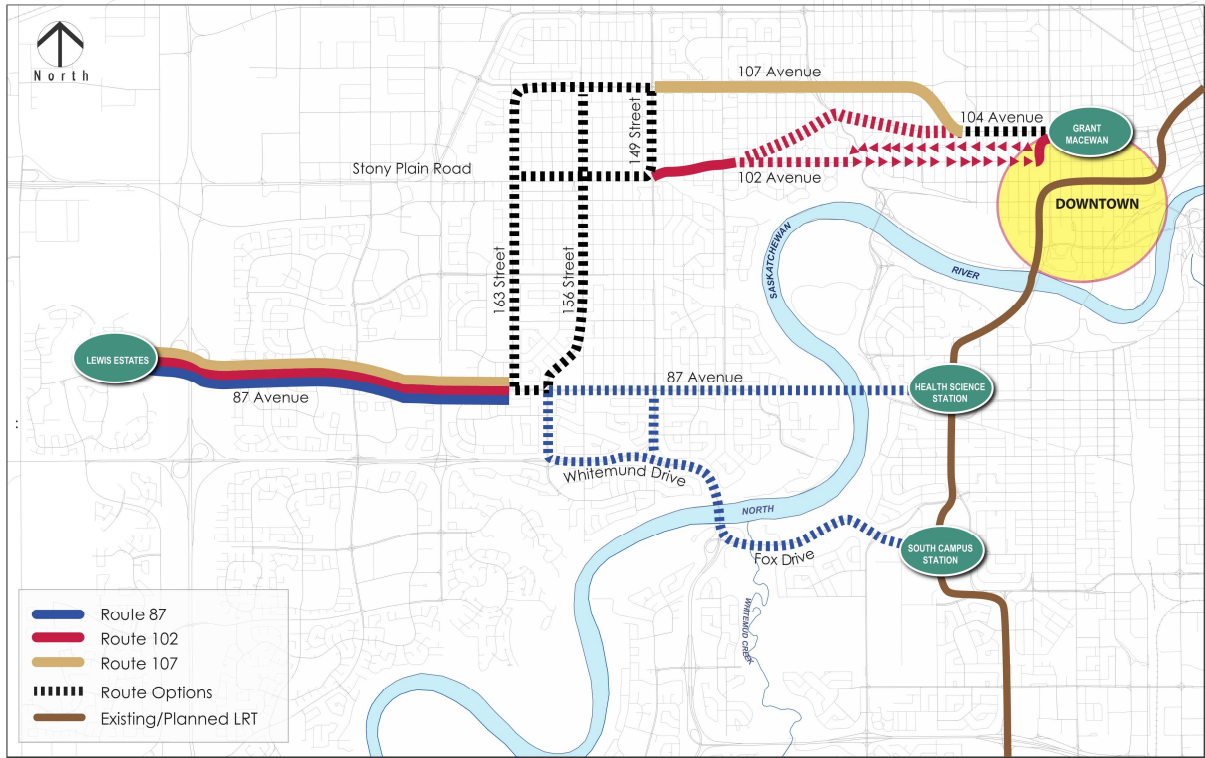 North
107 Avenue
104 Avenue
GRANT
MACEWAN
149 Street
Stony Plain Road
102 Avenue
DOWNTOWN
SASKATCHEWAN
RIVER
163 Street
156 Street
LEWIS ESTATES
87 Avenue
87 Avenue
HEALTH SCIENCE
STATION
:
Whitemund Drive
NORTH
Fox Drive
SOUTH CAMPUS
STATION
WHITEMUD CREEK
Route 87
Route 102
Route 107
Route Options
Existing/Planned LRT